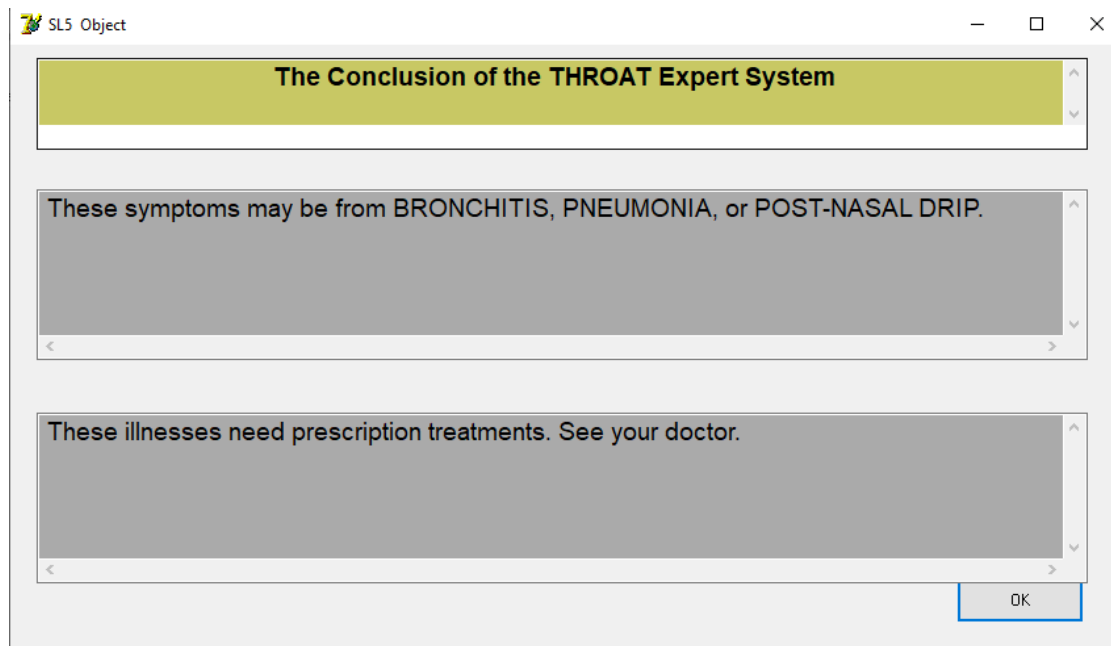 SL5 Object
The Conclusion of the THROAT Expert System
These symptoms may be from BRONCHITIS, PNEUMONIA, or POST-NASAL DRIP.
These illnesses need prescription treatments. See your doctor.
OK